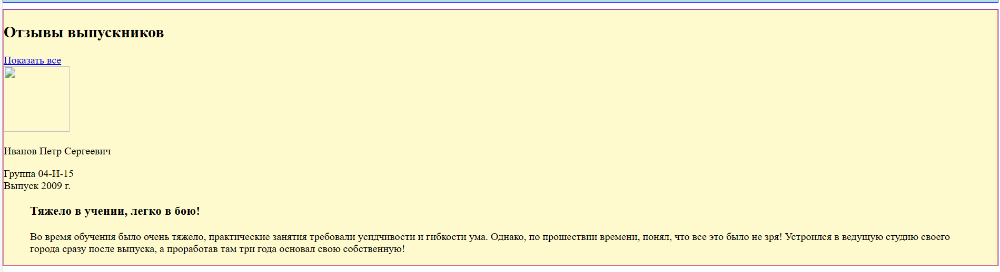 Отзывы выпускников
Показать все
Иванов Петр Сергеевич
Группа 04-И-15
Выпуск 2009 г.
Тяжело в учении, легко в бою!
Во время обучения было очень тяжело, практические занятия требовали усидчивости и гибкости ума. Однако, по прошествии времени, понял, что все это было не зря! Устроился в ведущую студию своего
города сразу после выпуска, а проработав там три года основал свою собственную!